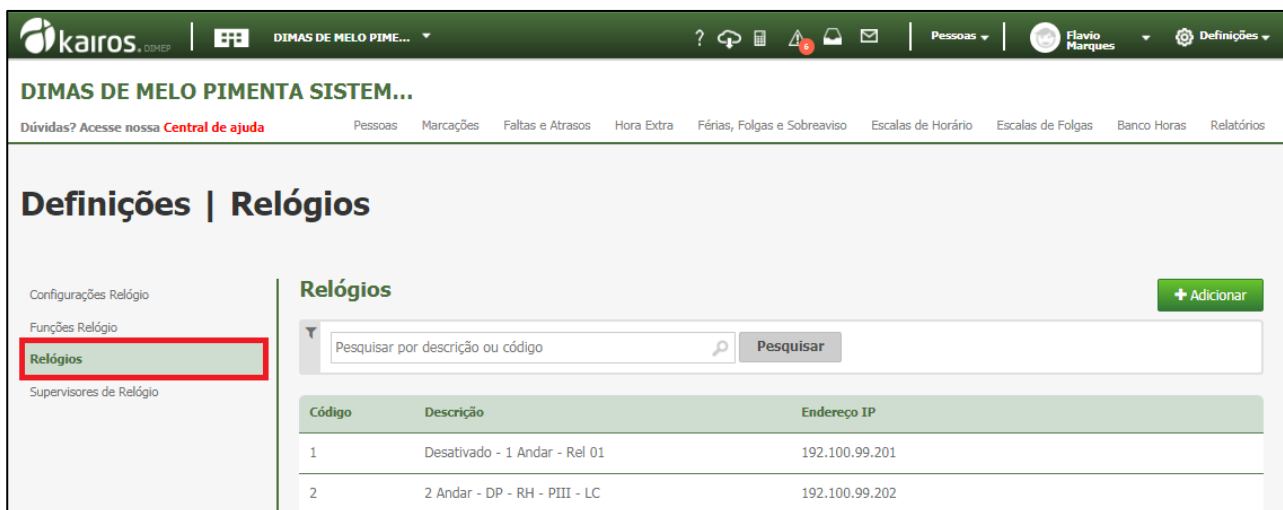 kairos. DIMEP DIMAS DE MELO PIME... ? 6 Pessoas Flavio Marques Definições
DIMAS DE MELO PIMENTA SISTEM...
Dúvidas? Acesse nossa Central de ajuda Pessoas Marcações Faltas e Atrasos Hora Extra Férias, Folgas e Sobreaviso Escalas de Horário Escalas de Folgas Banco Horas Relatórios
Definições | Relógios
Configurações Relógio
Funções Relógio
Relógios
Supervisores de Relógio
Relógios
+ Adicionar
Pesquisar por descrição ou código Pesquisar
Código Descrição Endereço IP
1 Desativado - 1 Andar - Rel 01 192.100.99.201
2 2 Andar - DP - RH - PIII - LC 192.100.99.202